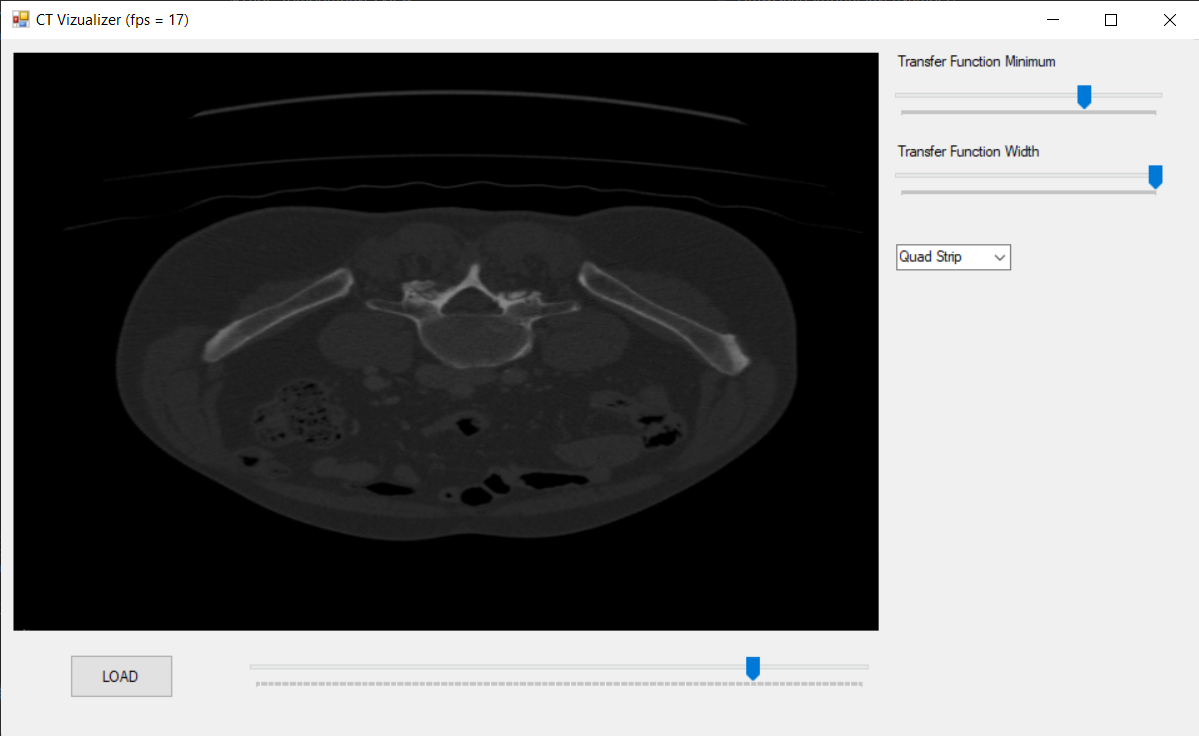 CT Vizualizer (fps = 17)
Transfer Function Minimum
Transfer Function Width
Quad Strip
LOAD